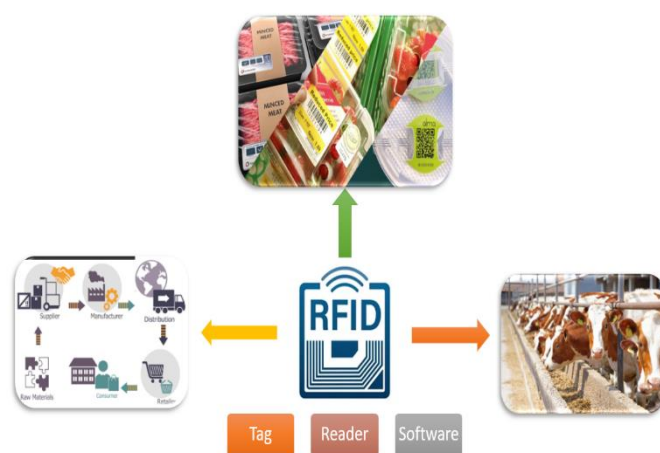 MINCED
MEAT
MINCED
MEAT
Supplier
Manufacturer
Distribution
Raw Materials
Consumer
Retailer
RFID
Tag
Reader
Software